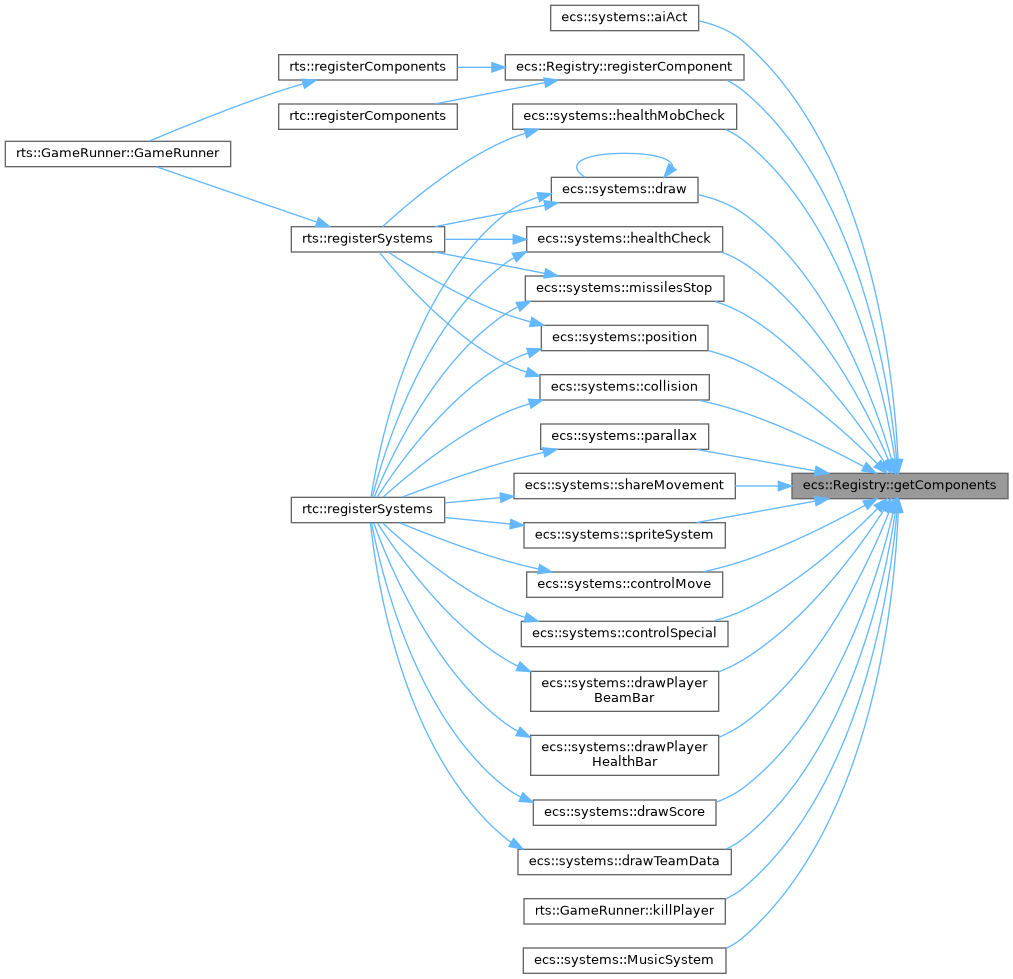 ecs::systems::aiAct
rts::registerComponents
ecs::Registry::registerComponent
rtc::registerComponents
ecs::systems::healthMobCheck
rts::GameRunner::GameRunner
ecs::systems::draw
rts::registerSystems
ecs::systems::healthCheck
ecs::systems::missilesStop
ecs::systems::position
ecs::systems::collision
ecs::systems::parallax
ecs::systems::shareMovement
ecs::Registry::getComponents
rtc::registerSystems
ecs::systems::spriteSystem
ecs::systems::controlMove
ecs::systems::controlSpecial
ecs::systems::drawPlayer
BeamBar
ecs::systems::drawPlayer
HealthBar
ecs::systems::drawScore
ecs::systems::drawTeamData
rts::GameRunner::killPlayer
ecs::systems::MusicSystem